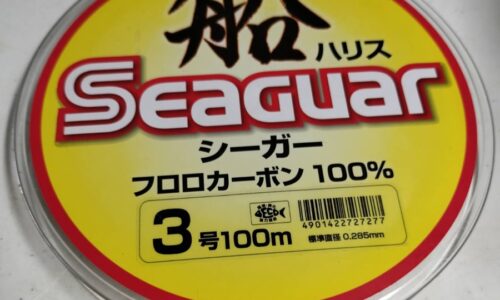 船
ハリス
Seaguar
シーガー
フロロカーボン 100%
3号100m
4901422727277
標準直径 0.285mm